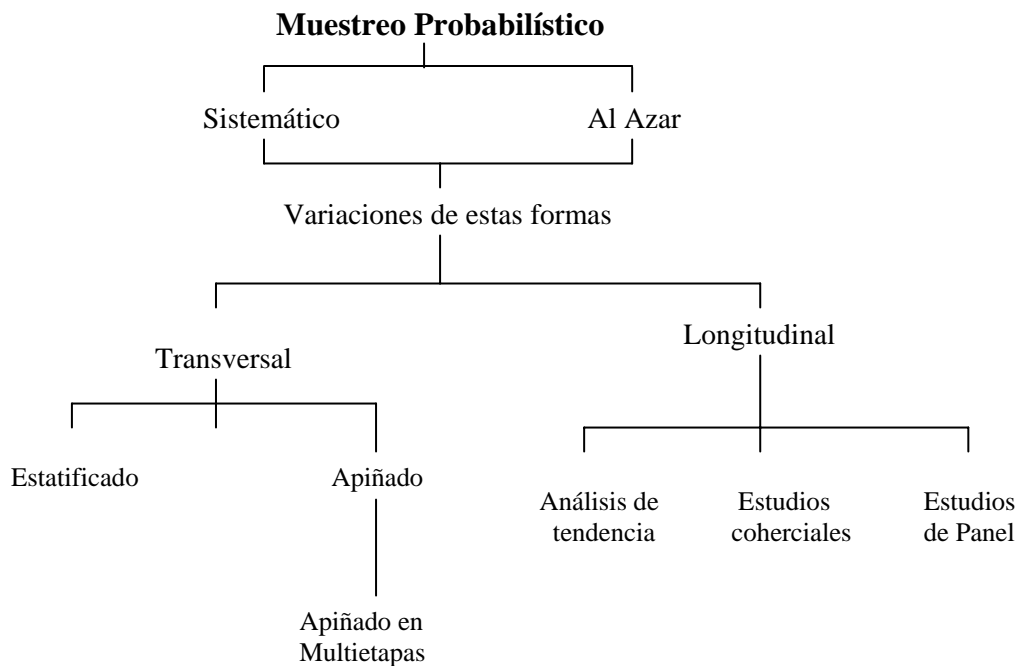 Muestreo Probabilístico
Sistemático
Al Azar
Variaciones de estas formas
Transversal
Longitudinal
Estatificado
Apiñado
Análisis de
tendencia
Estudios
coherciales
Estudios
de Panel
Apiñado en
Multietapas